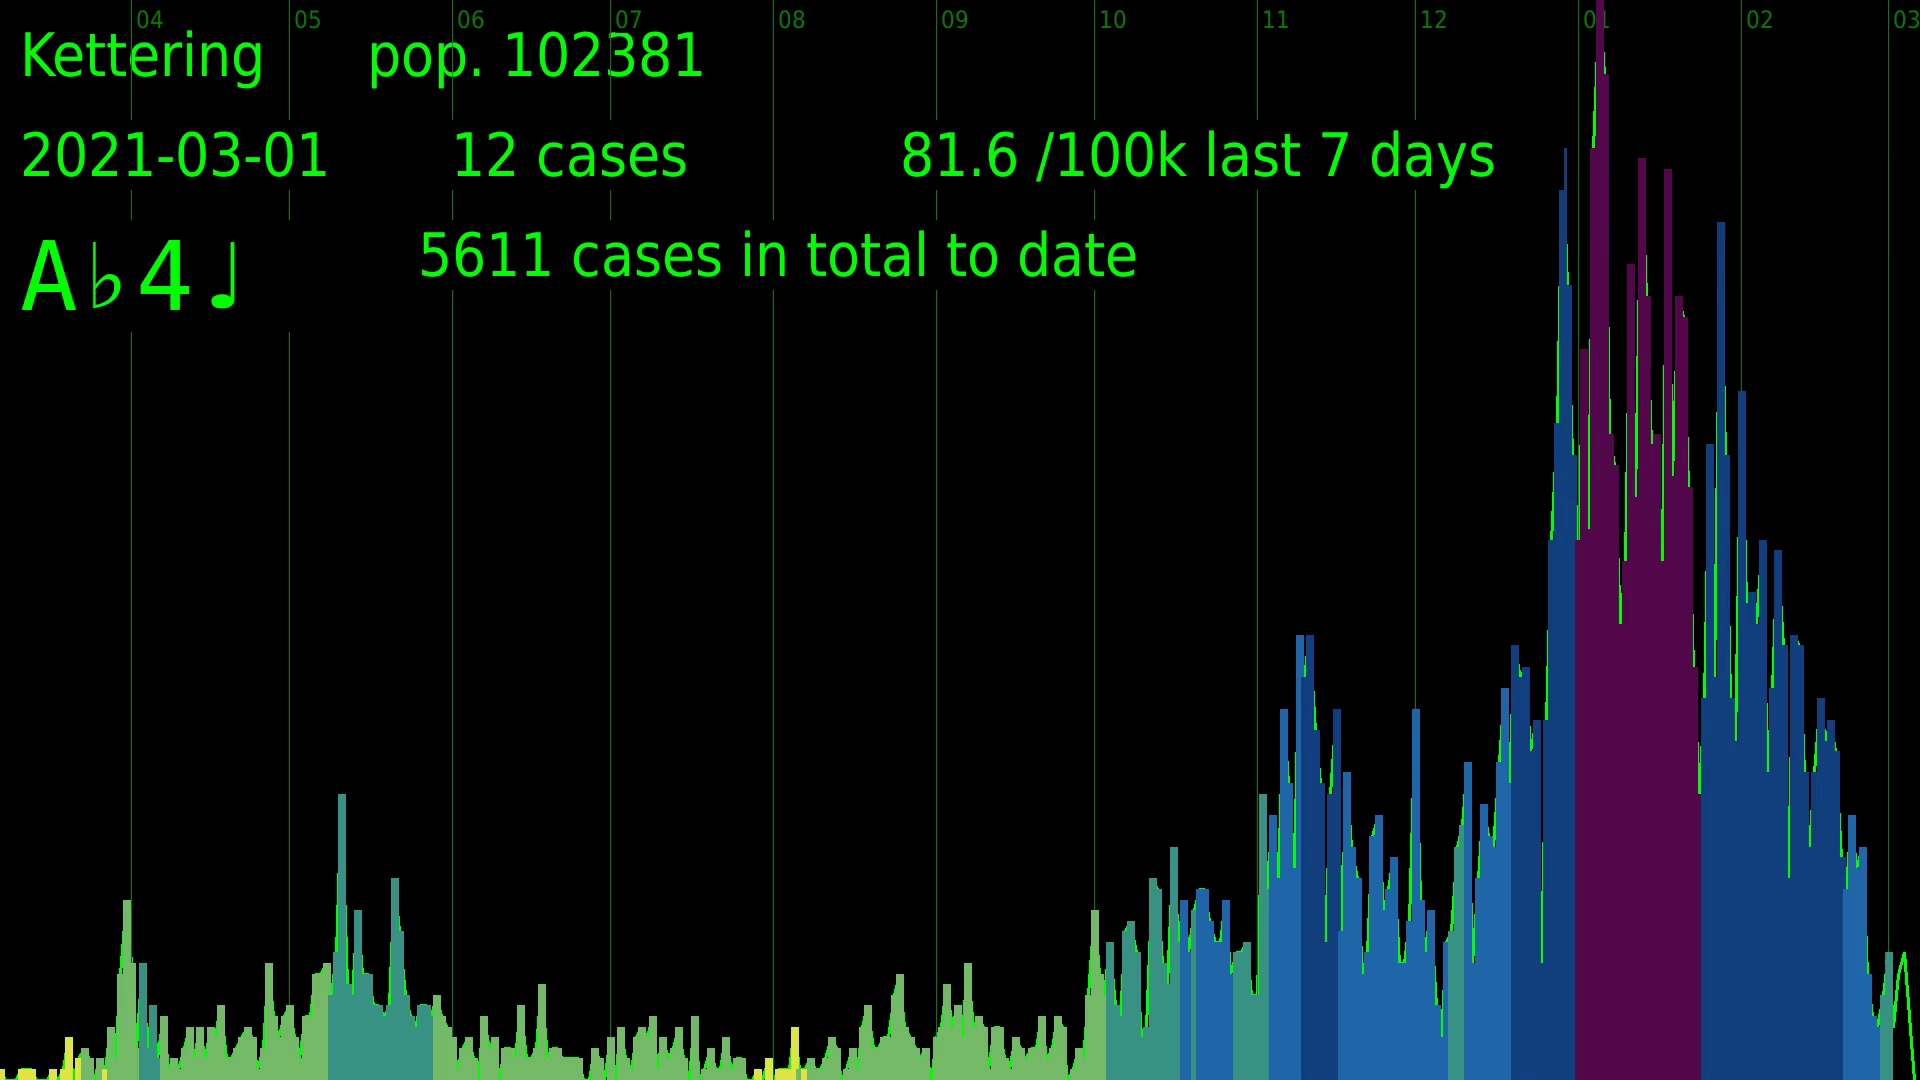 04 05 06 07 08 09 10 11 12 01 02 03
Kettering pop. 102381
2021-03-01 12 cases 81.6 /100k last 7 days
A♭4♩ 5611 cases in total to date